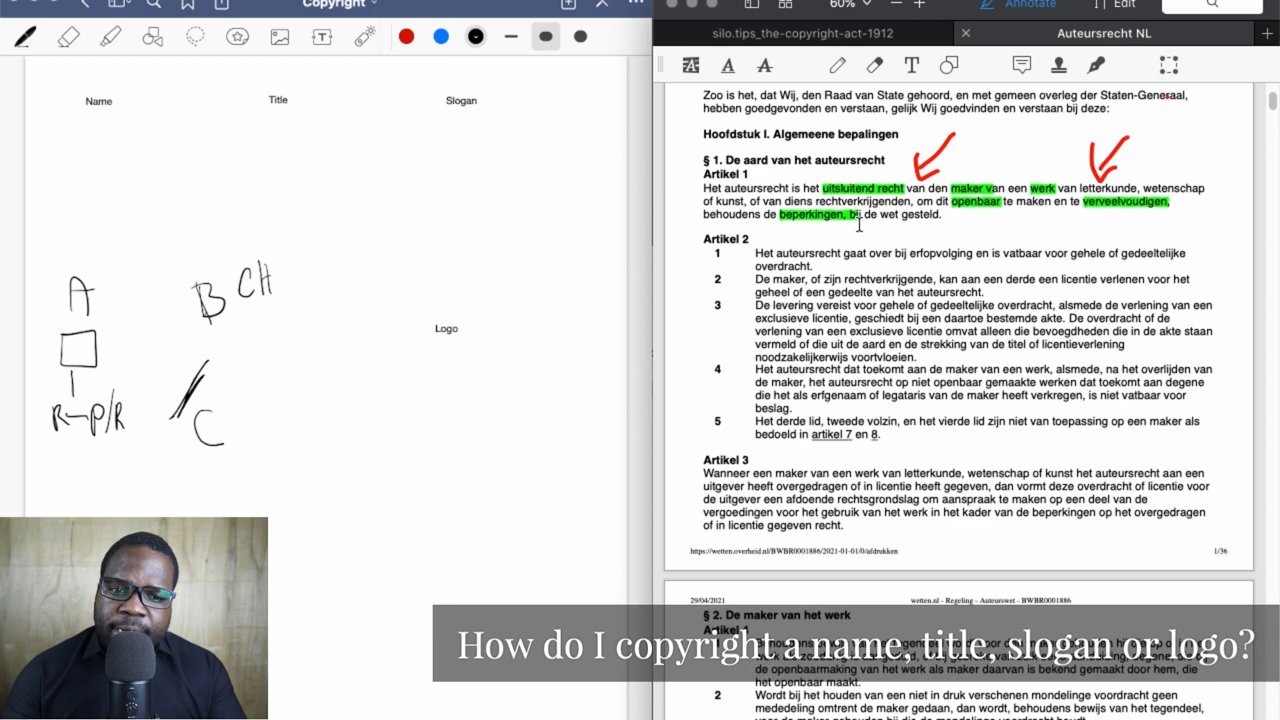 Copyright
Name
Title
Slogan
Logo
A
B CH
C
60%
Annotate
Edit
silo.tips_the-copyright-act-1912
Auteursrecht NL
Zoo is het, dat Wij, den Raad van State gehoord, en met gemeen overleg der Staten-Generaal,
hebben goedgevonden en verstaan, gelijk Wij goedvinden en verstaan bij deze:
Hoofdstuk I. Algemeene bepalingen
§ 1. De aard van het auteursrecht
Artikel 1
Het auteursrecht is het uitsluitend recht van den maker van een werk van letterkunde, wetenschap
of kunst, of van diens rechtverkrijgenden, om dit openbaar te maken en te verveelvoudigen,
behoudens de beperkingen, bij de wet gesteld.
Artikel 2
1 Het auteursrecht gaat over bij erfopvolging en is vatbaar voor gehele of gedeeltelijke
overdracht.
2 De maker, of zijn rechtverkrijgende, kan aan een derde een licentie verlenen voor het
geheel of een gedeelte van het auteursrecht.
3 De levering vereist voor gehele of gedeeltelijke overdracht, alsmede de verlening van een
exclusieve licentie, geschiedt bij een daartoe bestemde akte. De overdracht of de
verlening van een exclusieve licentie omvat alleen die bevoegdheden die in de akte staan
vermeld of die uit de aard en de strekking van de titel of licentieverlening
noodzakelijkerwijs voortvloeien.
4 Het auteursrecht dat toekomt aan de maker van een werk, alsmede, na het overlijden van
de maker, het auteursrecht op niet openbaar gemaakte werken dat toekomt aan degene
die het als erfgenaam of legataris van de maker heeft verkregen, is niet vatbaar voor
beslag.
5 Het derde lid, tweede volzin, en het vierde lid zijn niet van toepassing op een maker als
bedoeld in artikel 7 en 8.
Artikel 3
Wanneer een maker van een werk van letterkunde, wetenschap of kunst het auteursrecht aan een
uitgever heeft overgedragen of in licentie heeft gegeven, dan vormt deze overdracht of licentie voor
de uitgever een afdoende rechtsgrondslag om aanspraak te maken op een deel van de
vergoedingen voor het gebruik van het werk in het kader van de beperkingen op het overgedragen
of in licentie gegeven recht.
https://wetten.overheid.nl/BWBR0001886/2021-01-01/0/afdrukken
1/36
29/04/2021
wetten.nl - Regeling - Auteurswet - BWBR0001886
§ 2. De maker van het werk
How do I copyright a name, title, slogan or logo?
het openbaar maakt.
2 Wordt bij het houden van een niet in druk verschenen mondelinge voordracht geen
mededeling omtrent de maker gedaan, dan wordt, behoudens bewijs van het tegendeel,